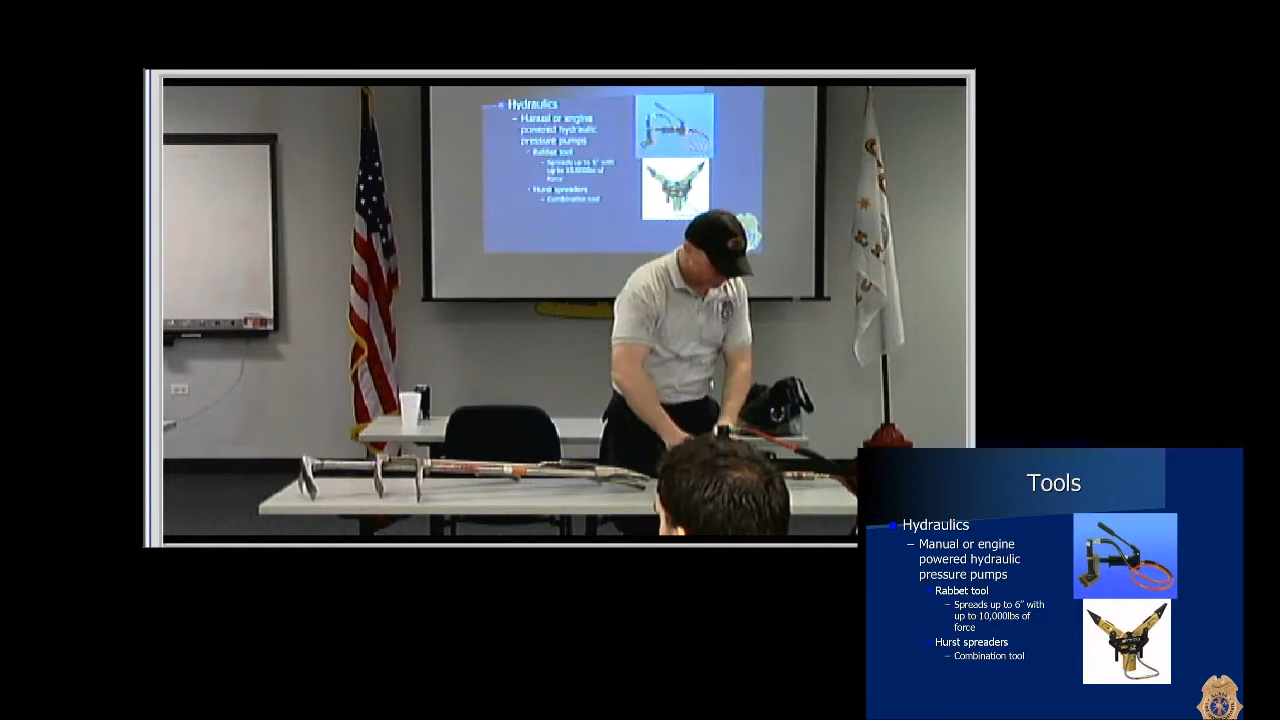 Hydraulics
– Manual or engine
powered hydraulic
pressure pumps
Rabbet tool
– Spreads up to 6" with
up to 10,000lbs of
force
Hurst spreaders
– Combination tool
Tools
Hydraulics
– Manual or engine
powered hydraulic
pressure pumps
Rabbet tool
– Spreads up to 6" with
up to 10,000lbs of
force
Hurst spreaders
– Combination tool